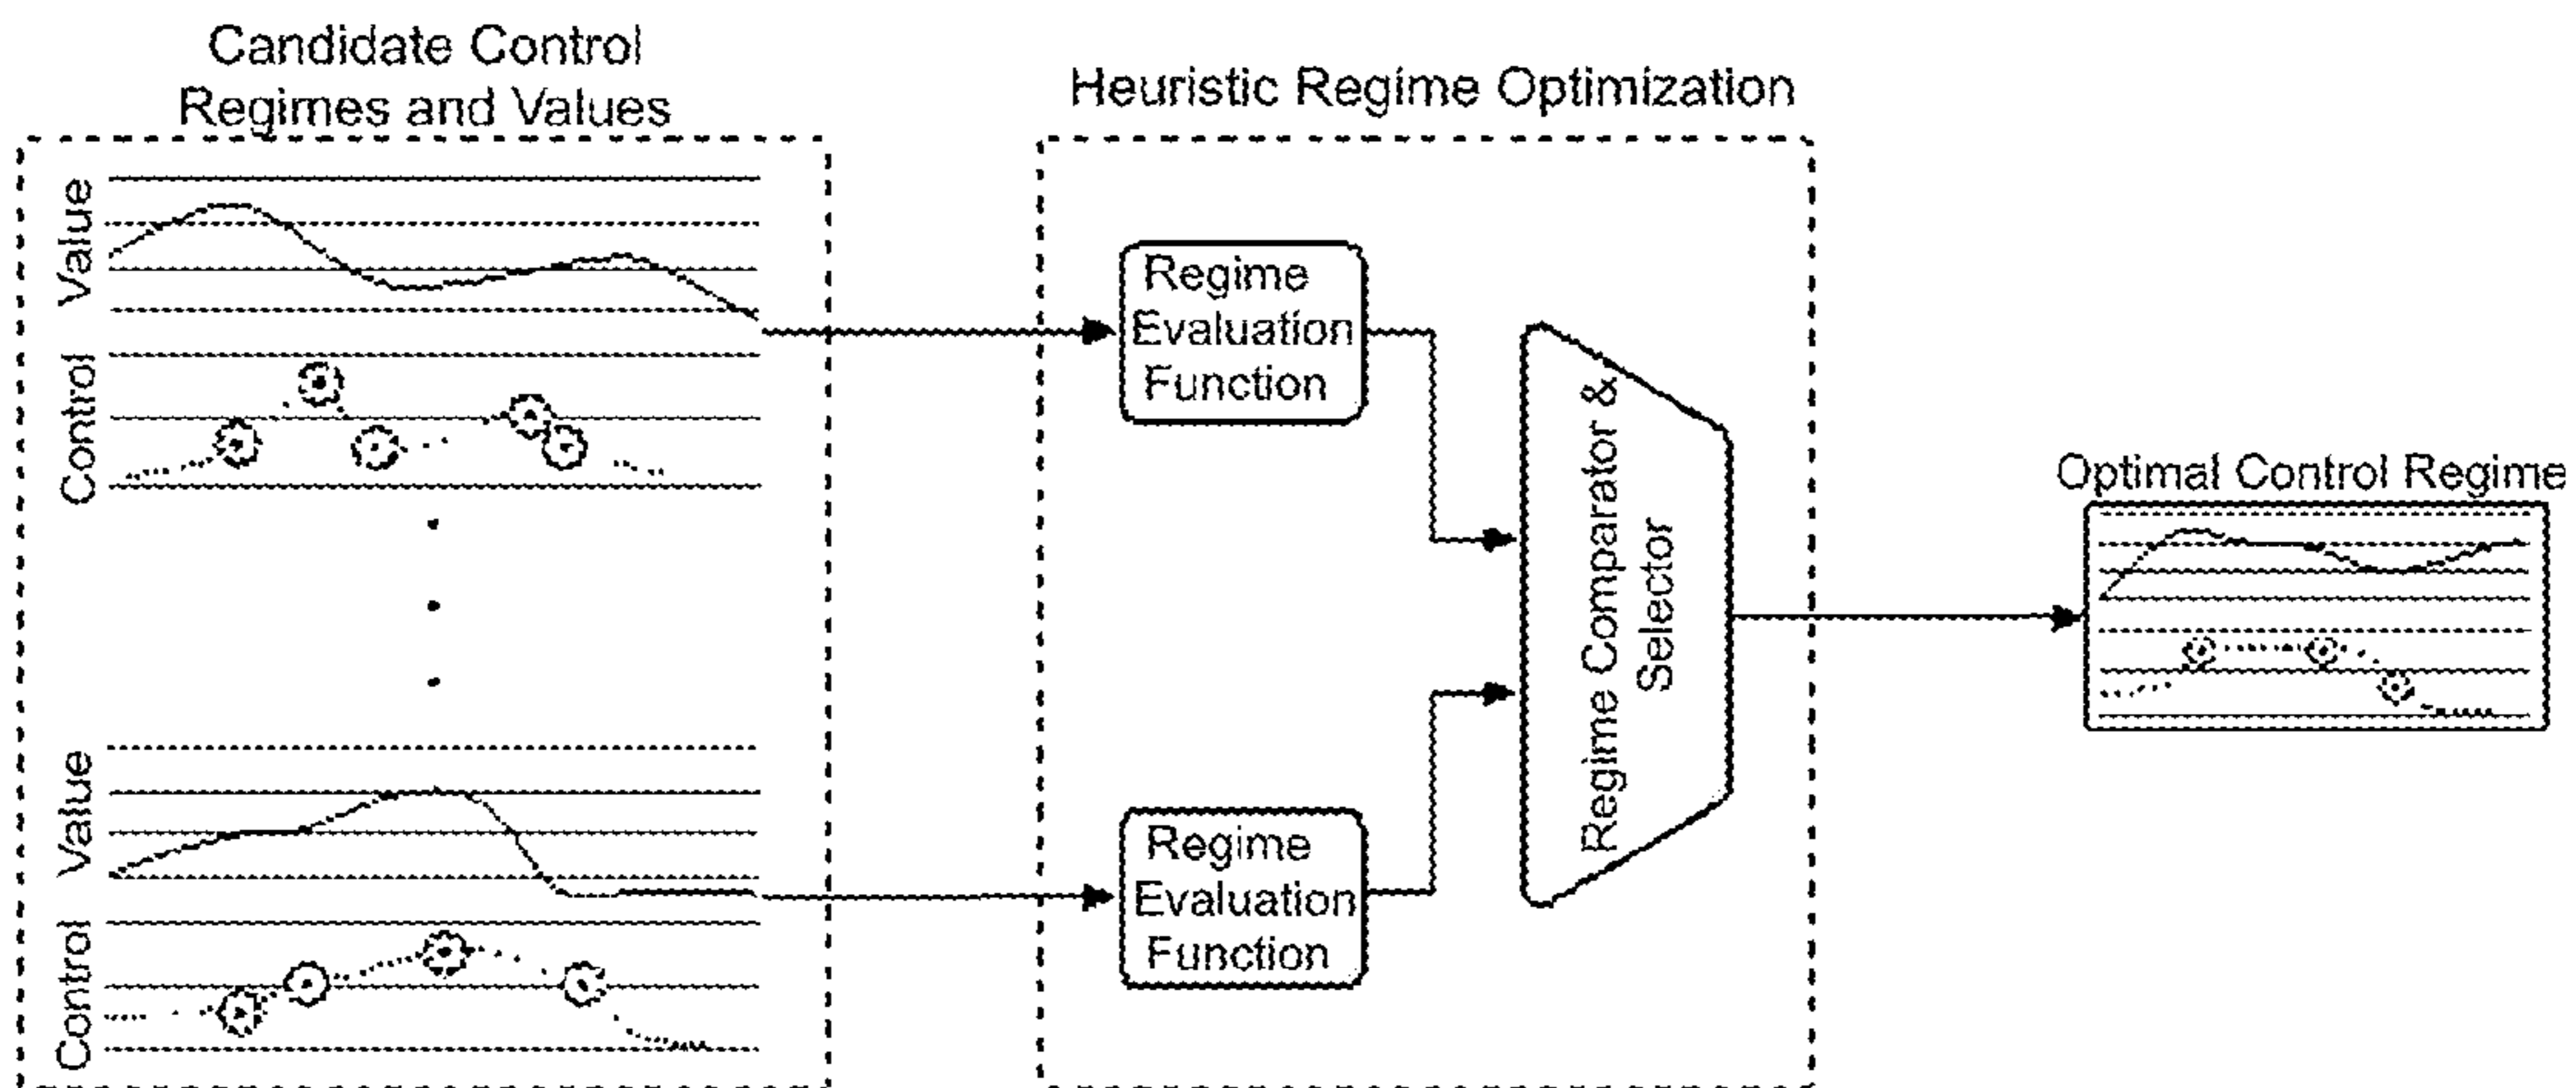 Candidate Control
Regimes and Values
Value
Control
Value
Control
Heuristic Regime Optimization
Regime
Evaluation
Function
Regime
Evaluation
Function
Regime Comparator &
Selector
Optimal Control Regime